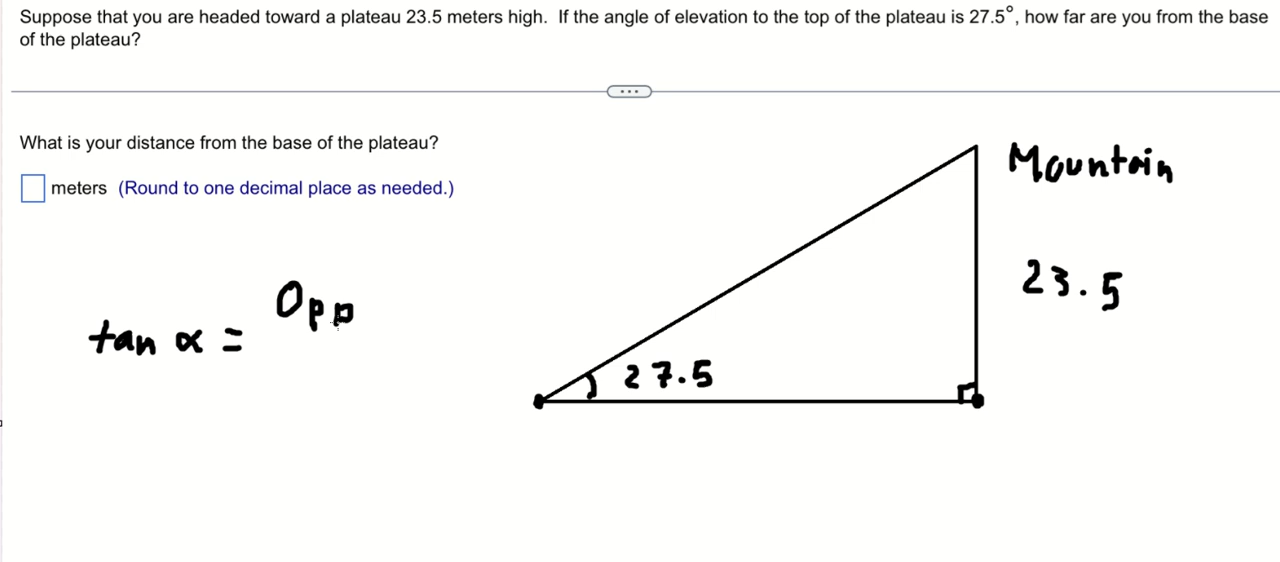 Suppose that you are headed toward a plateau 23.5 meters high. If the angle of elevation to the top of the plateau is 27.5°, how far are you from the base
of the plateau?
What is your distance from the base of the plateau?
meters (Round to one decimal place as needed.)
Mountain
23.5
Opp
tan α =
27.5